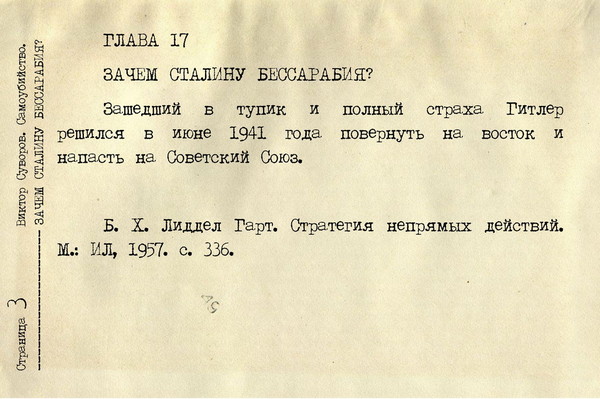 ГЛАВА 17
ЗАЧЕМ СТАЛИНУ БЕССАРАБИЯ?
Зашедший в тупик и полный страха Гитлер
решился в июне 1941 года повернуть на восток и
напасть на Советский Союз.
Б. Х. Лиддел Гарт. Стратегия непрямых действий.
М.: ИЛ, 1957. с. 336.
Страница 3 Виктор Суворов. Самоубийство.
ЗАЧЕМ СТАЛИНУ БЕССАРАБИЯ?